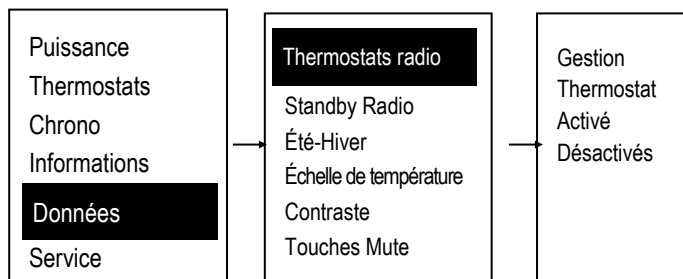 Puissance
Thermostats
Chrono
Informations
Données
Service
Thermostats radio
Standby Radio
Été-Hiver
Échelle de température
Contraste
Touches Mute
Gestion
Thermostat
Activé
Désactivés